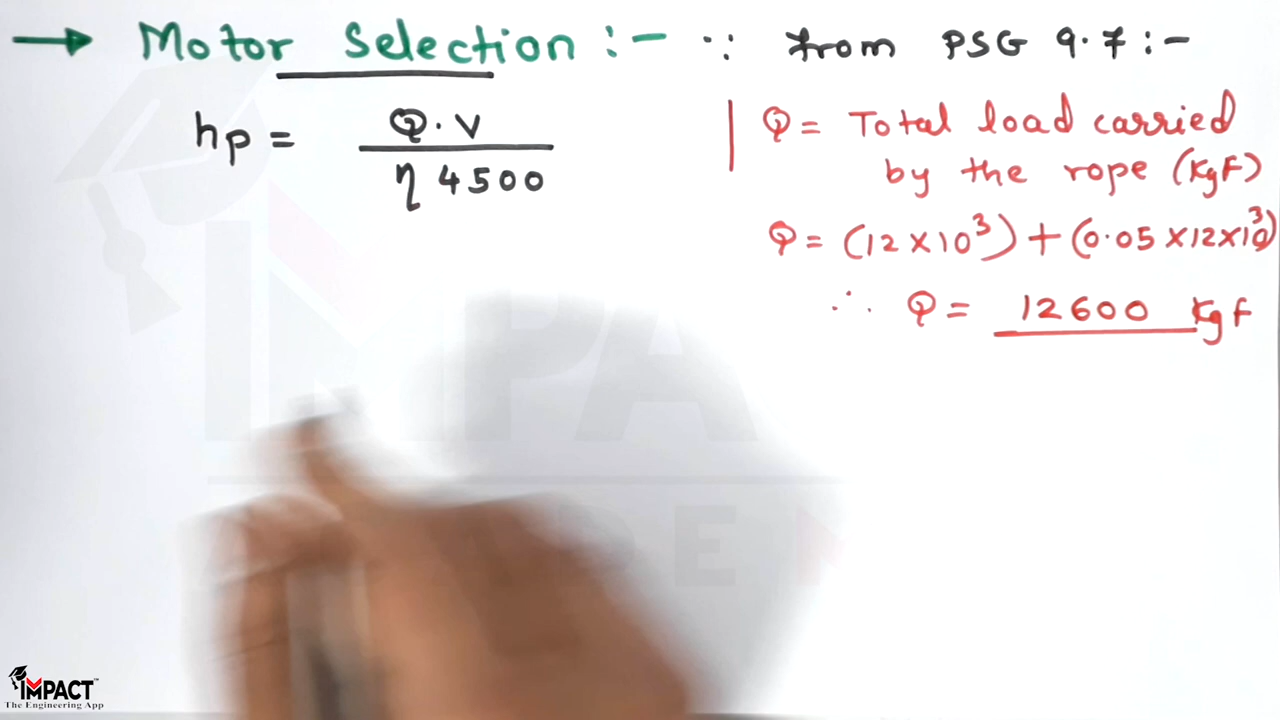 → Motor Selection :- ∵ from PSG 9.7 :-
hp = Q.V / η 4500
Q = Total load carried
by the rope (KgF)
Q = (12×10³) + (0.05×12×10³)
∴ Q = 12600 KgF
IMPACT
The Engineering App